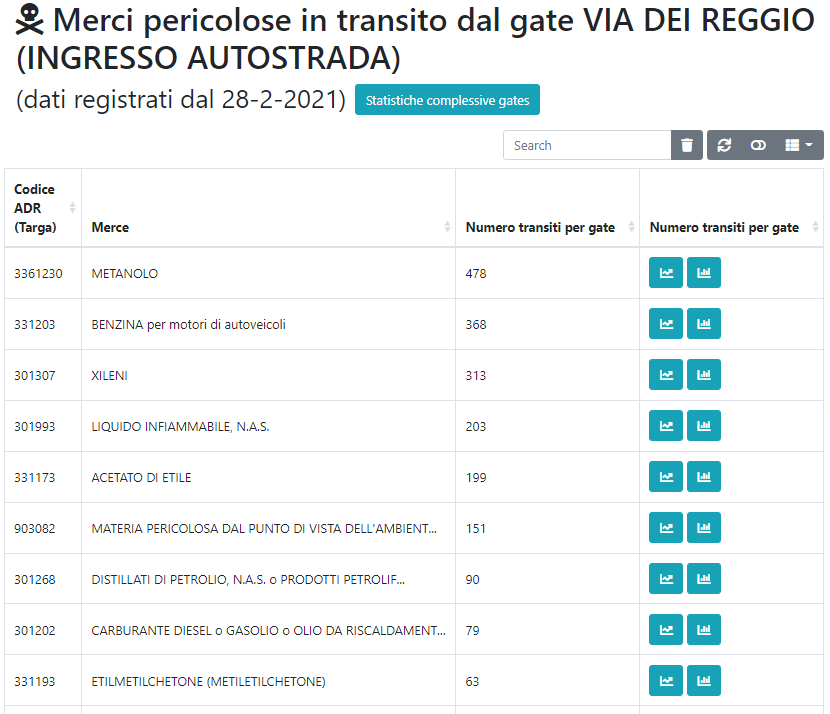 Merci pericolose in transito dal gate VIA DEI REGGIO
(INGRESSO AUTOSTRADA)
(dati registrati dal 28-2-2021) Statistiche complessive gates
Search
Codice
ADR
(Targa) Merce Numero transiti per gate Numero transiti per gate
3361230 METANOLO 478
331203 BENZINA per motori di autoveicoli 368
301307 XILENI 313
301993 LIQUIDO INFIAMMABILE, N.A.S. 203
331173 ACETATO DI ETILE 199
903082 MATERIA PERICOLOSA DAL PUNTO DI VISTA DELL'AMBIENT... 151
301268 DISTILLATI DI PETROLIO, N.A.S. o PRODOTTI PETROLIF... 90
301202 CARBURANTE DIESEL o GASOLIO o OLIO DA RISCALDAMENT... 79
331193 ETILMETILCHETONE (METILETILCHETONE) 63